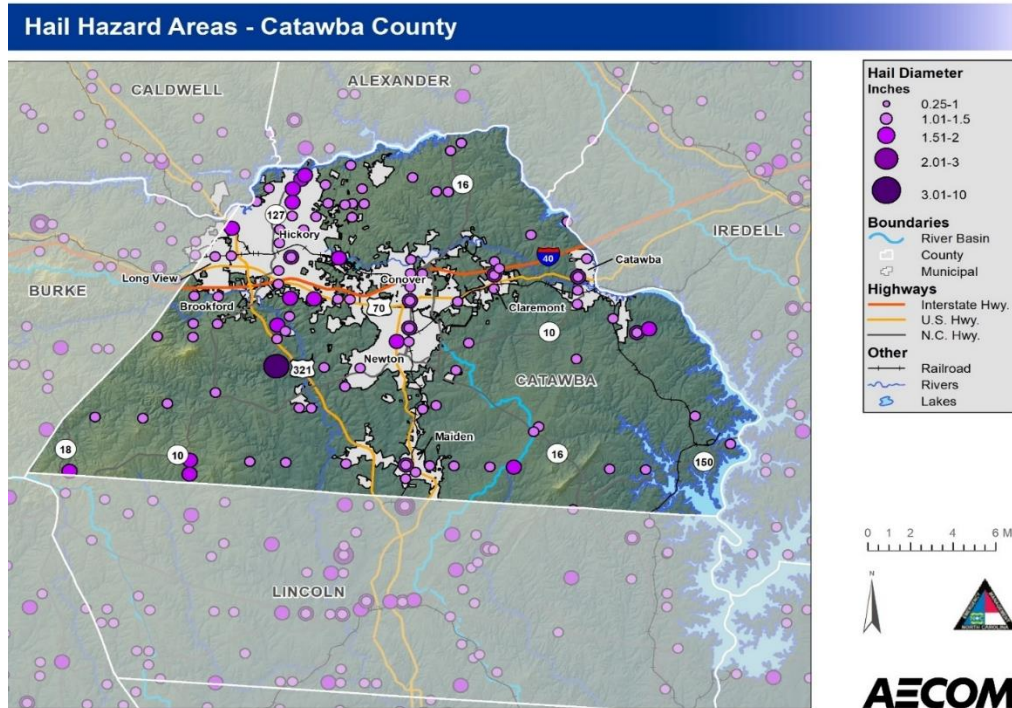 Hail Hazard Areas - Catawba County
CALDWELL
ALEXANDER
16
127
Hickory
IREDELL
40
Catawba
Long View
Conover
BURKE
Brookford
70
Claremont
10
Newton
321
CATAWBA
Maiden
18
10
16
150
LINCOLN
Hail Diameter
Inches
0.25-1
1.01-1.5
1.51-2
2.01-3
3.01-10
Boundaries
River Basin
County
Municipal
Highways
Interstate Hwy.
U.S. Hwy.
N.C. Hwy.
Other
Railroad
Rivers
Lakes
0 1 2 4 6 M
N
NORTH CAROLINA
AECOM